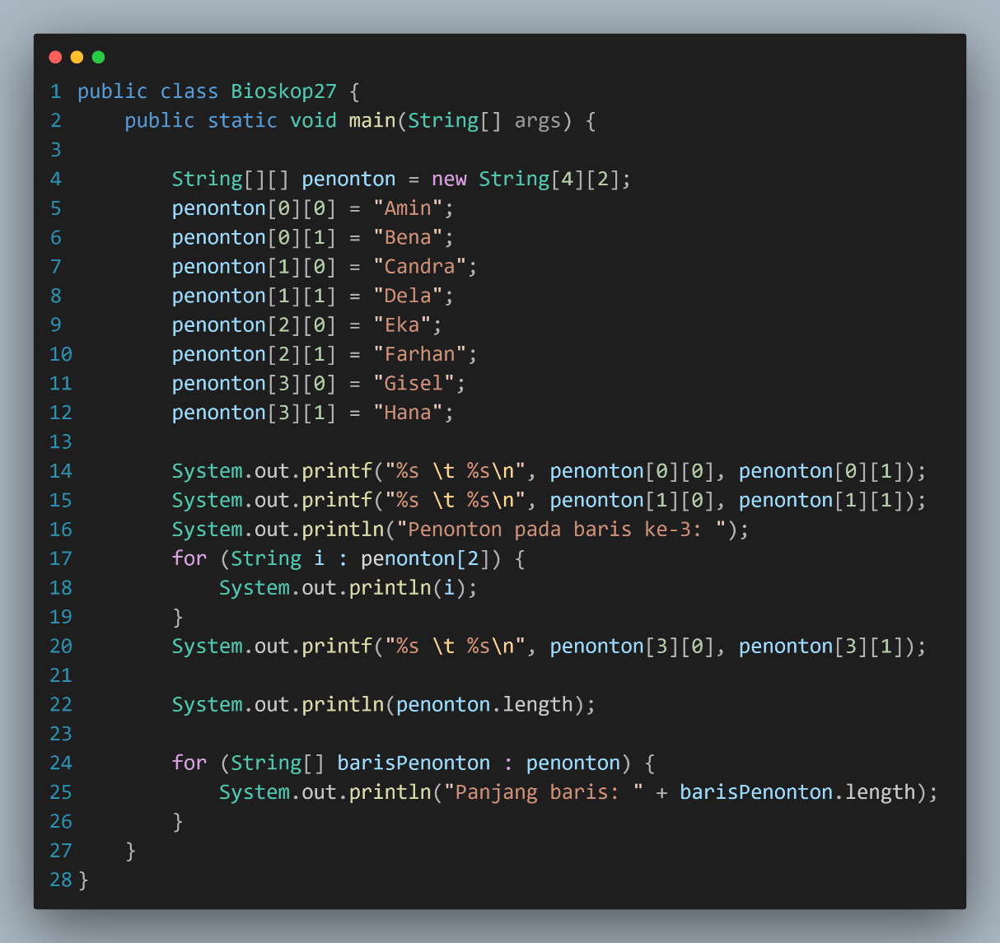 1 public class Bioskop27 {
2     public static void main(String[] args) {
3
4         String[][] penonton = new String[4][2];
5         penonton[0][0] = "Amin";
6         penonton[0][1] = "Bena";
7         penonton[1][0] = "Candra";
8         penonton[1][1] = "Dela";
9         penonton[2][0] = "Eka";
10         penonton[2][1] = "Farhan";
11         penonton[3][0] = "Gisel";
12         penonton[3][1] = "Hana";
13
14         System.out.printf("%s \t %s\n", penonton[0][0], penonton[0][1]);
15         System.out.printf("%s \t %s\n", penonton[1][0], penonton[1][1]);
16         System.out.println("Penonton pada baris ke-3: ");
17         for (String i : penonton[2]) {
18             System.out.println(i);
19         }
20         System.out.printf("%s \t %s\n", penonton[3][0], penonton[3][1]);
21
22         System.out.println(penonton.length);
23
24         for (String[] barisPenonton : penonton) {
25             System.out.println("Panjang baris: " + barisPenonton.length);
26         }
27     }
28 }